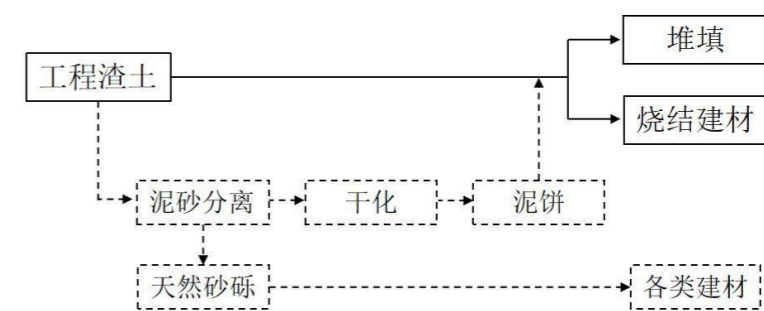 堆填
工程渣土
烧结建材
泥砂分离
干化
泥饼
天然砂砾
各类建材